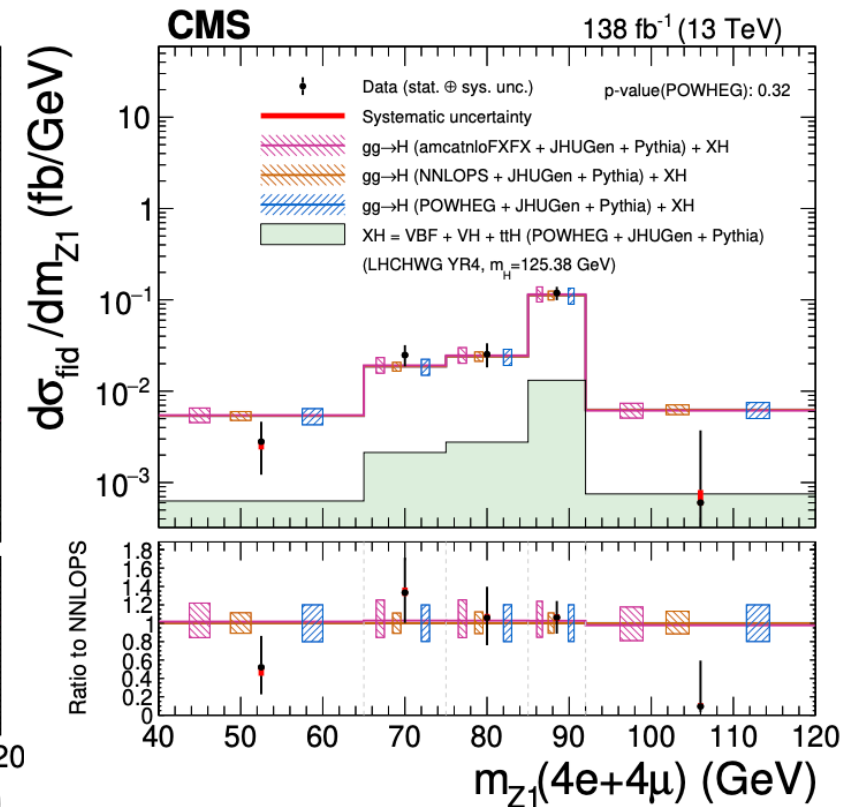 CMS
138 fb⁻¹ (13 TeV)
Data (stat. ⊕ sys. unc.)
p-value(POWHEG): 0.32
Systematic uncertainty
gg→H (amcatnloFXFX + JHUGen + Pythia) + XH
gg→H (NNLOPS + JHUGen + Pythia) + XH
gg→H (POWHEG + JHUGen + Pythia) + XH
XH = VBF + VH + ttH (POWHEG + JHUGen + Pythia)
(LHCHWG YR4, m_H=125.38 GeV)
dσ_fid/dm_Z1 (fb/GeV)
10
1
10⁻¹
10⁻²
10⁻³
Ratio to NNLOPS
1.8
1.6
1.4
1.2
1
0.8
0.6
0.4
0.2
0
20
40 50 60 70 80 90 100 110 120
m_Z1(4e+4μ) (GeV)